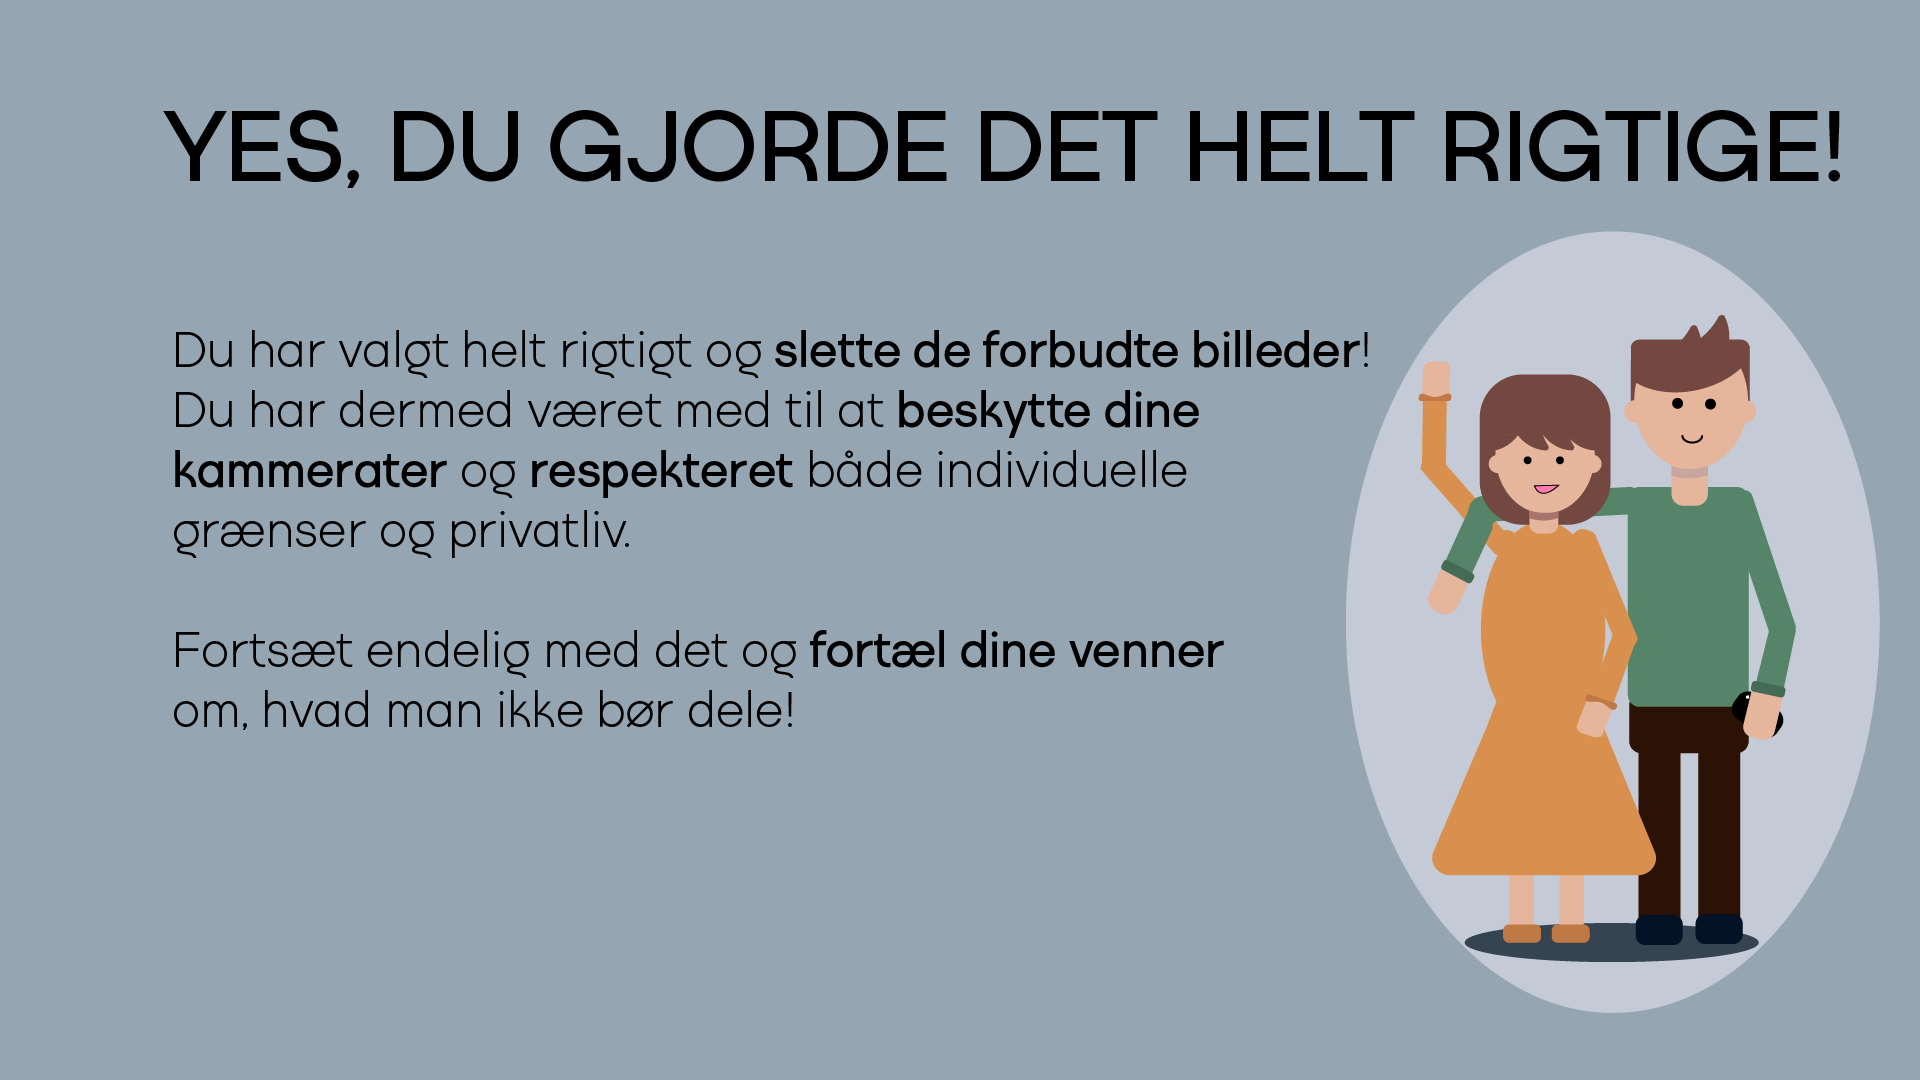 YES, DU GJORDE DET HELT RIGTIGE!
Du har valgt helt rigtigt og slette de forbudte billeder!
Du har dermed været med til at beskytte dine
kammerater og respekteret både individuelle
grænser og privatliv.
Fortsæt endelig med det og fortæl dine venner
om, hvad man ikke bør dele!